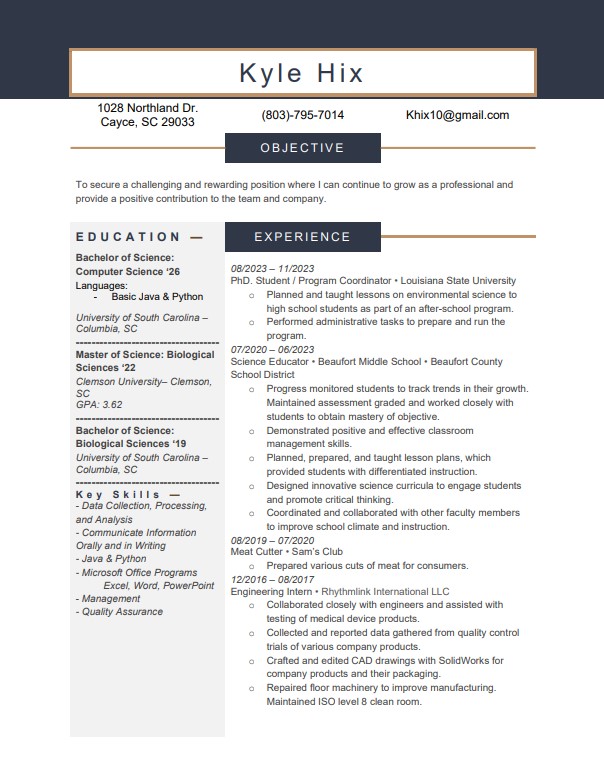 Kyle Hix
1028 Northland Dr.
Cayce, SC 29033
(803)-795-7014
Khix10@gmail.com
OBJECTIVE
To secure a challenging and rewarding position where I can continue to grow as a professional and
provide a positive contribution to the team and company.
EDUCATION —
Bachelor of Science:
Computer Science ‘26
Languages:
- Basic Java & Python
University of South Carolina –
Columbia, SC
------------------------------------
Master of Science: Biological
Sciences ‘22
Clemson University– Clemson,
SC
GPA: 3.62
------------------------------------
Bachelor of Science:
Biological Sciences ‘19
University of South Carolina –
Columbia, SC
------------------------------------
Key Skills —
- Data Collection, Processing,
and Analysis
- Communicate Information
Orally and in Writing
- Java & Python
- Microsoft Office Programs
Excel, Word, PowerPoint
- Management
- Quality Assurance
EXPERIENCE
08/2023 – 11/2023
PhD. Student / Program Coordinator • Louisiana State University
o Planned and taught lessons on environmental science to
high school students as part of an after-school program.
o Performed administrative tasks to prepare and run the
program.
07/2020 – 06/2023
Science Educator • Beaufort Middle School • Beaufort County
School District
o Progress monitored students to track trends in their growth.
Maintained assessment graded and worked closely with
students to obtain mastery of objective.
o Demonstrated positive and effective classroom
management skills.
o Planned, prepared, and taught lesson plans, which
provided students with differentiated instruction.
o Designed innovative science curricula to engage students
and promote critical thinking.
o Coordinated and collaborated with other faculty members
to improve school climate and instruction.
08/2019 – 07/2020
Meat Cutter • Sam’s Club
o Prepared various cuts of meat for consumers.
12/2016 – 08/2017
Engineering Intern • Rhythmlink International LLC
o Collaborated closely with engineers and assisted with
testing of medical device products.
o Collected and reported data gathered from quality control
trials of various company products.
o Crafted and edited CAD drawings with SolidWorks for
company products and their packaging.
o Repaired floor machinery to improve manufacturing.
Maintained ISO level 8 clean room.